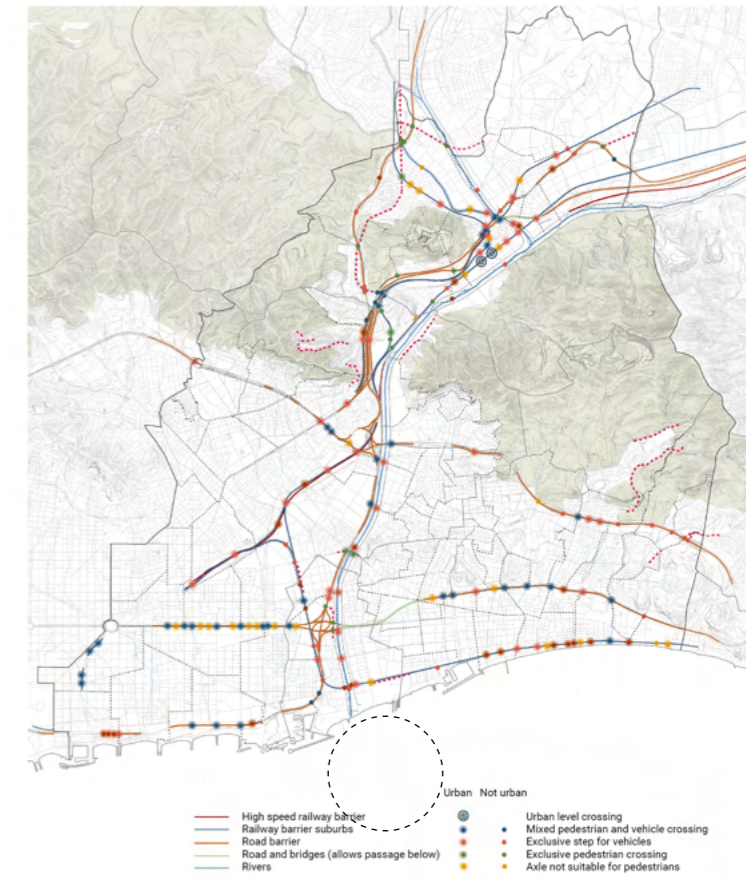 Urban Not urban
High speed railway barrier
Railway barrier suburbs
Road barrier
Road and bridges (allows passage below)
Rivers
Urban level crossing
Mixed pedestrian and vehicle crossing
Exclusive step for vehicles
Exclusive pedestrian crossing
Axle not suitable for pedestrians